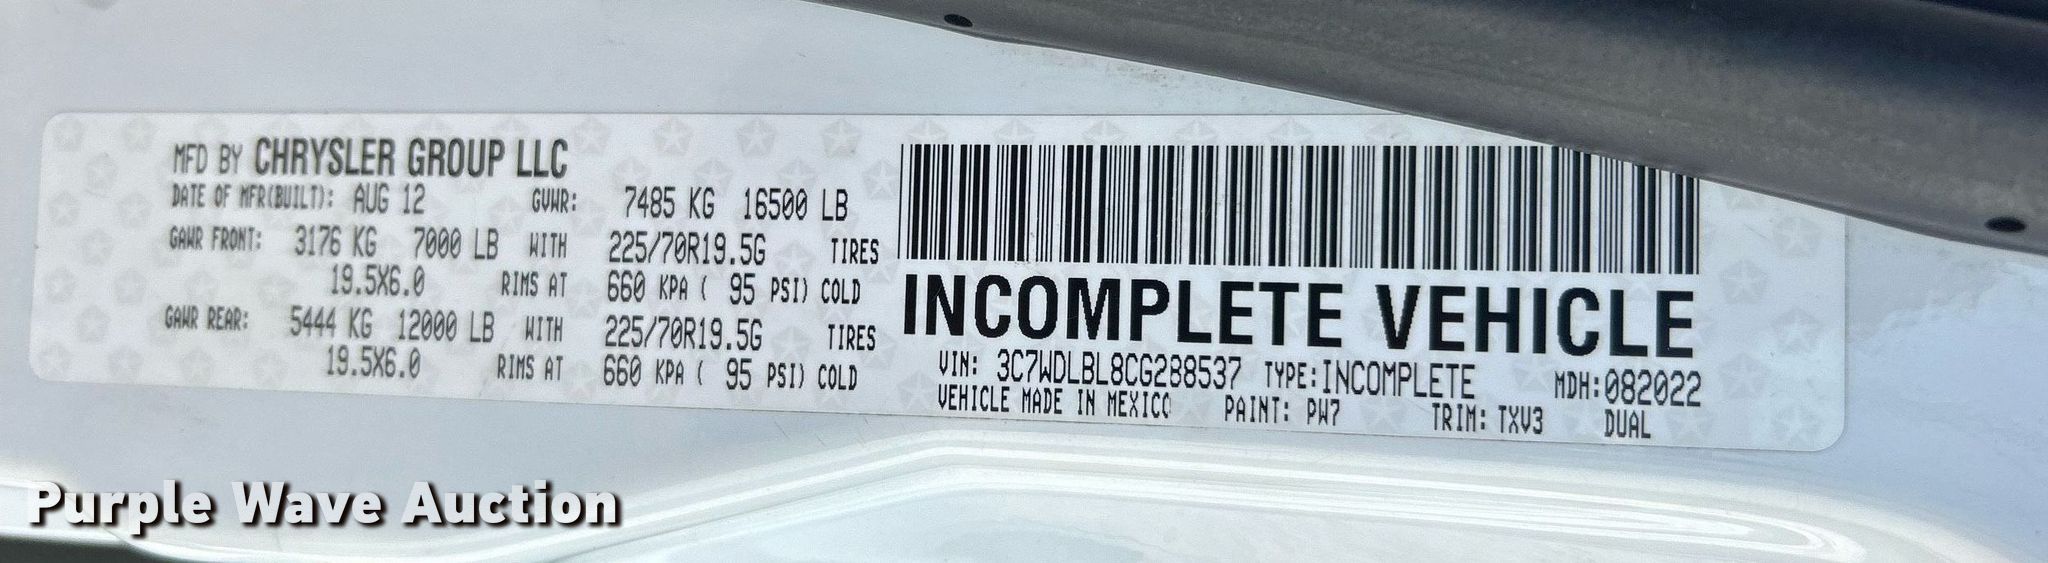 MFD BY CHRYSLER GROUP LLC
DATE OF MFR(BUILT): AUG 12 GVWR: 7485 KG 16500 LB
GAWR FRONT: 3176 KG 7000 LB WITH 225/70R19.5G TIRES
19.5X6.0 RIMS AT 660 KPA ( 95 PSI) COLD
GAWR REAR: 5444 KG 12000 LB WITH 225/70R19.5G TIRES
19.5X6.0 RIMS AT 660 KPA ( 95 PSI) COLD
INCOMPLETE VEHICLE
VIN: 3C7WDLBL8CG288537 TYPE: INCOMPLETE MDH: 082022
VEHICLE MADE IN MEXICO PAINT: PW7 TRIM: TXV3 DUAL
Purple Wave Auction